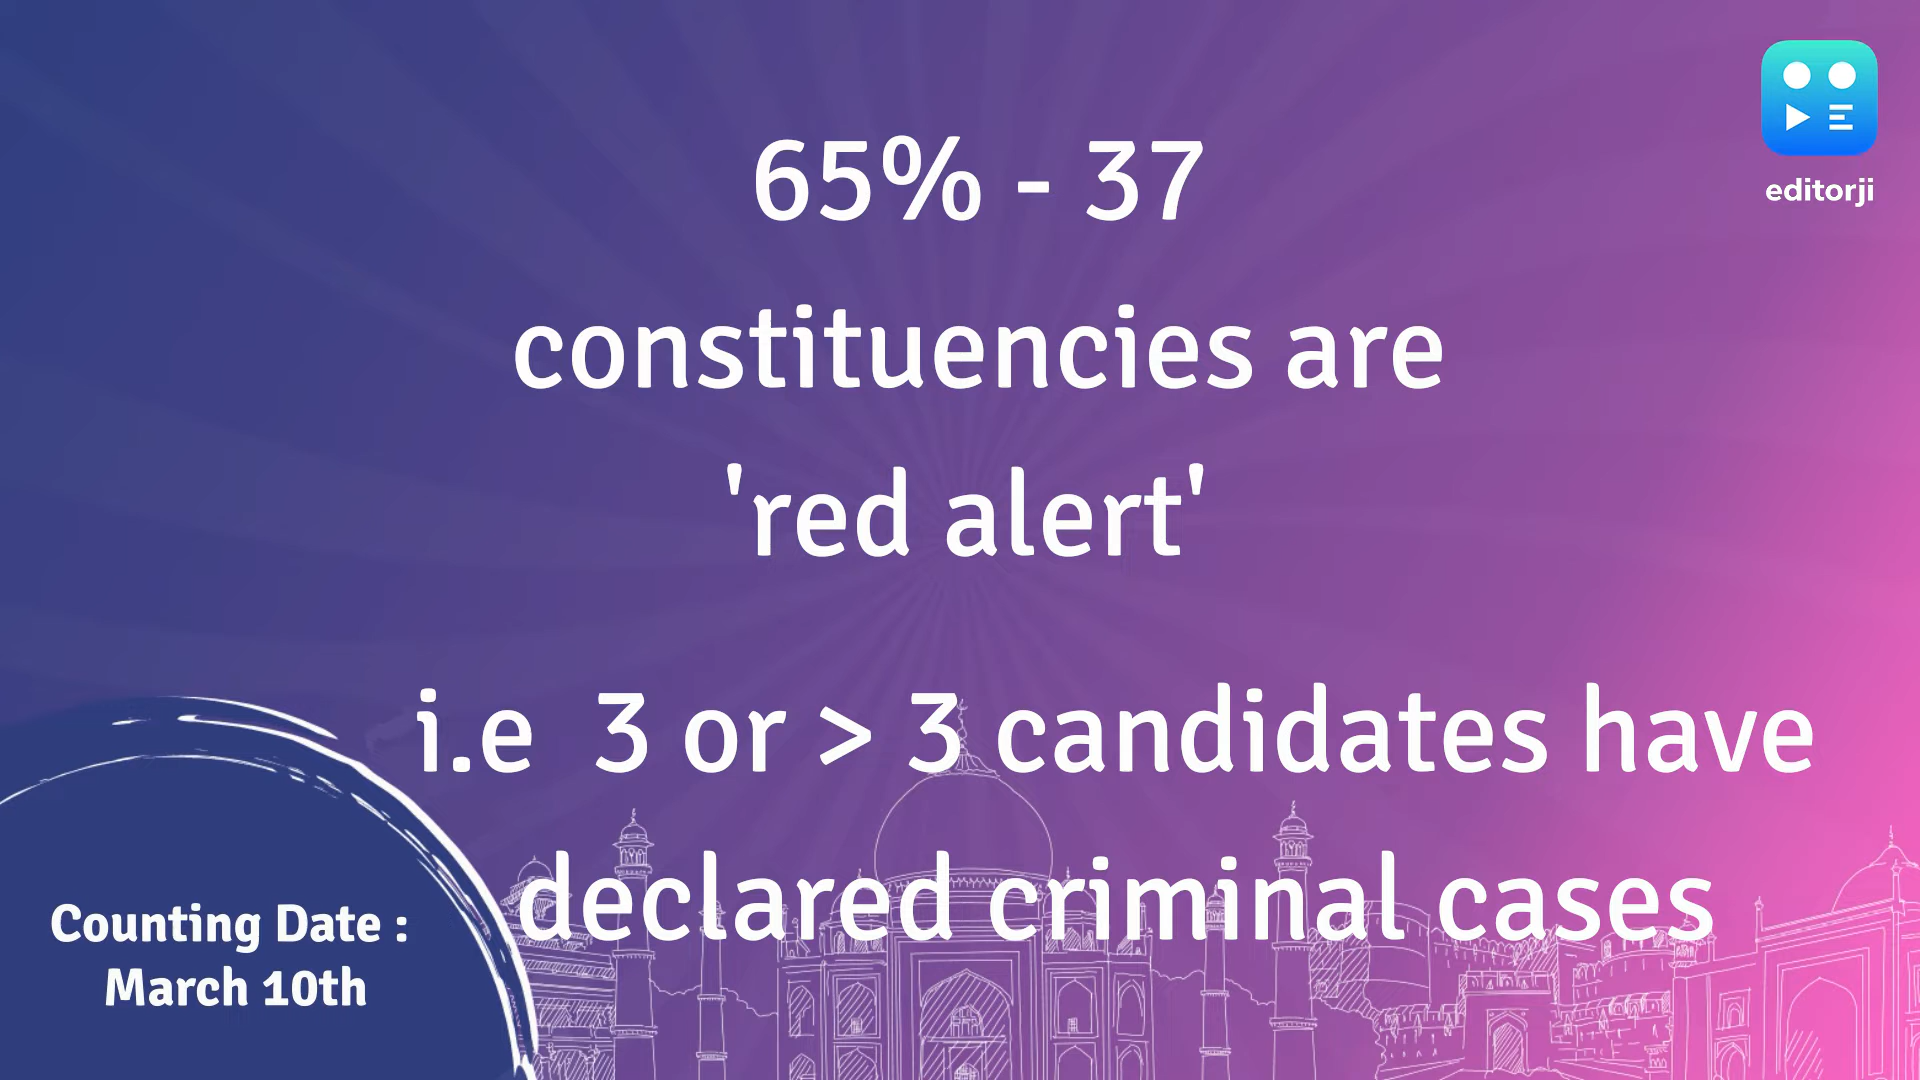 editorji
65% - 37
constituencies are
'red alert'
i.e 3 or > 3 candidates have
declared criminal cases
Counting Date :
March 10th